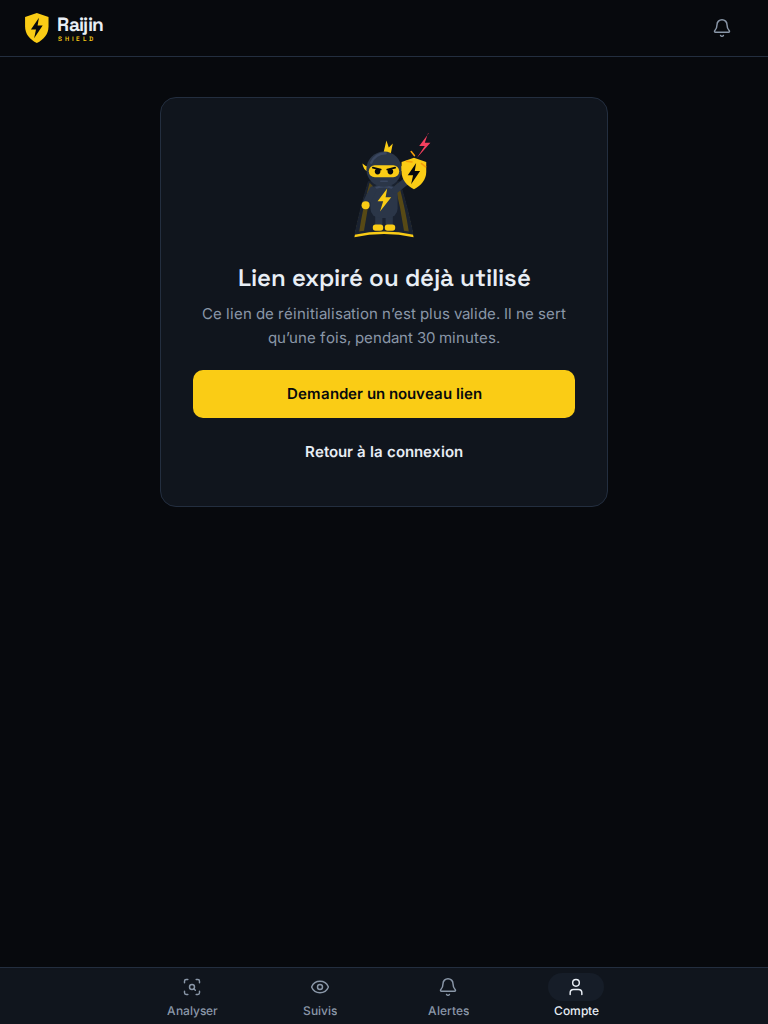 Raijin
SHIELD
Lien expiré ou déjà utilisé
Ce lien de réinitialisation n’est plus valide. Il ne sert
qu’une fois, pendant 30 minutes.
Demander un nouveau lien
Retour à la connexion
Analyser
Suivis
Alertes
Compte